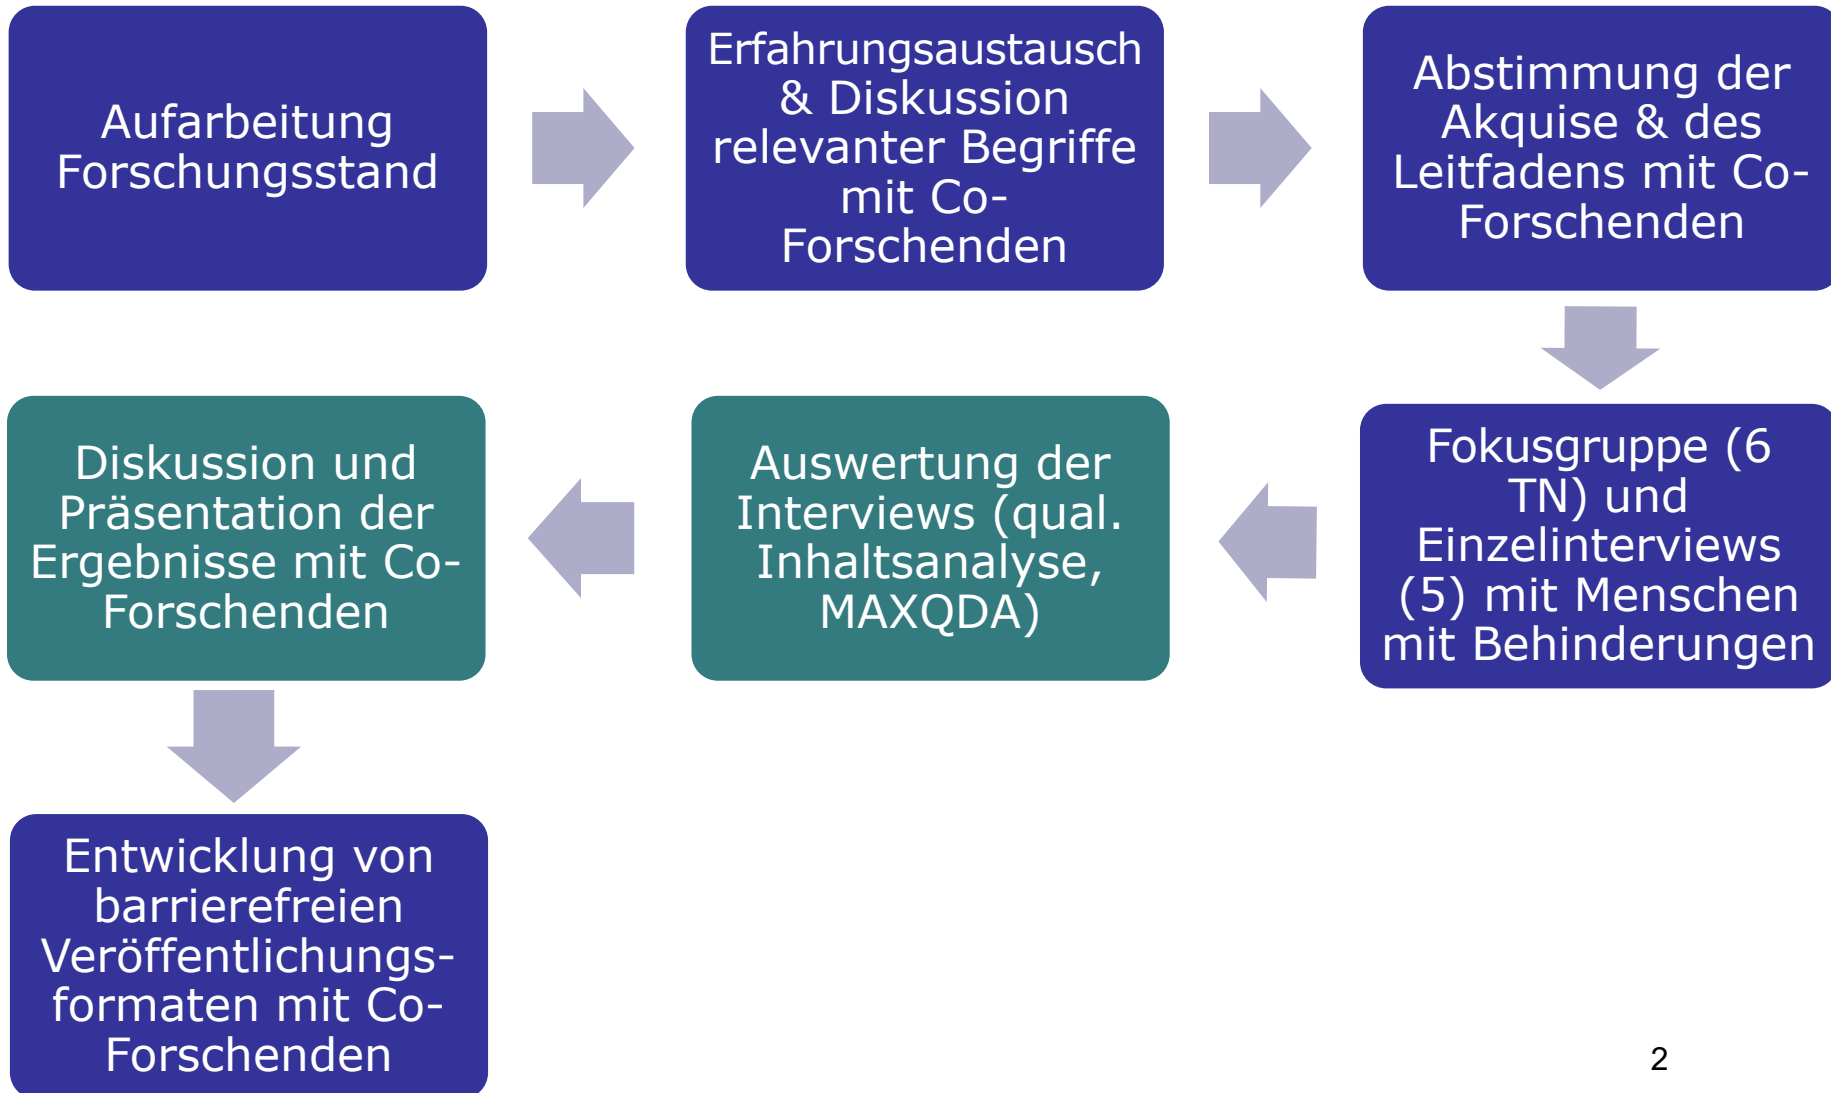 Aufarbeitung
Forschungsstand
Erfahrungsaustausch
& Diskussion
relevanter Begriffe
mit Co-
Forschenden
Abstimmung der
Akquise & des
Leitfadens mit Co-
Forschenden
Fokusgruppe (6
TN) und
Einzelinterviews
(5) mit Menschen
mit Behinderungen
Auswertung der
Interviews (qual.
Inhaltsanalyse,
MAXQDA)
Diskussion und
Präsentation der
Ergebnisse mit Co-
Forschenden
Entwicklung von
barrierefreien
Veröffentlichungs-
formaten mit Co-
Forschenden
2